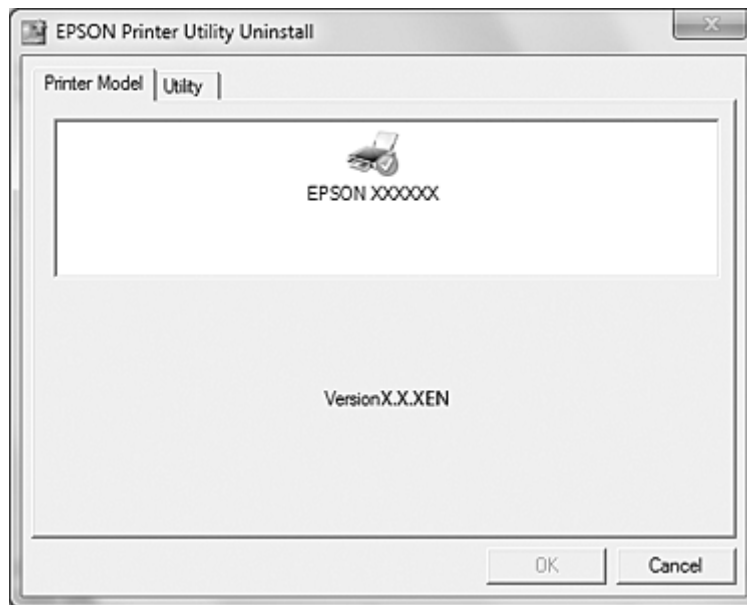 EPSON Printer Utility Uninstall
Printer Model Utility
EPSON XXXXXX
VersionX.X.XEN
OK Cancel